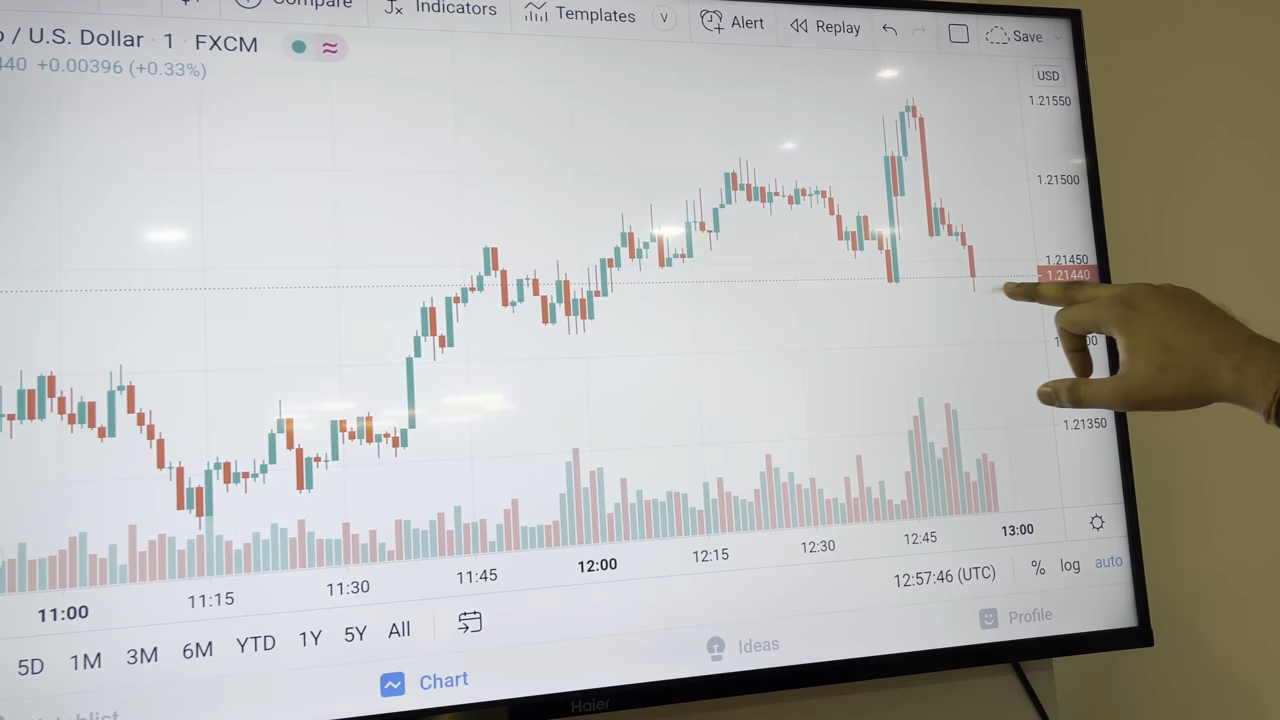 Compare Indicators Templates Alert Replay Save
/ U.S. Dollar · 1 · FXCM
+0.00396 (+0.33%)
USD
1.21550
1.21500
1.21450
1.21440
1.21350
11:00 11:15 11:30 11:45 12:00 12:15 12:30 12:45 13:00
12:57:46 (UTC) % log auto
5D 1M 3M 6M YTD 1Y 5Y All
Chart Ideas Profile
Haier